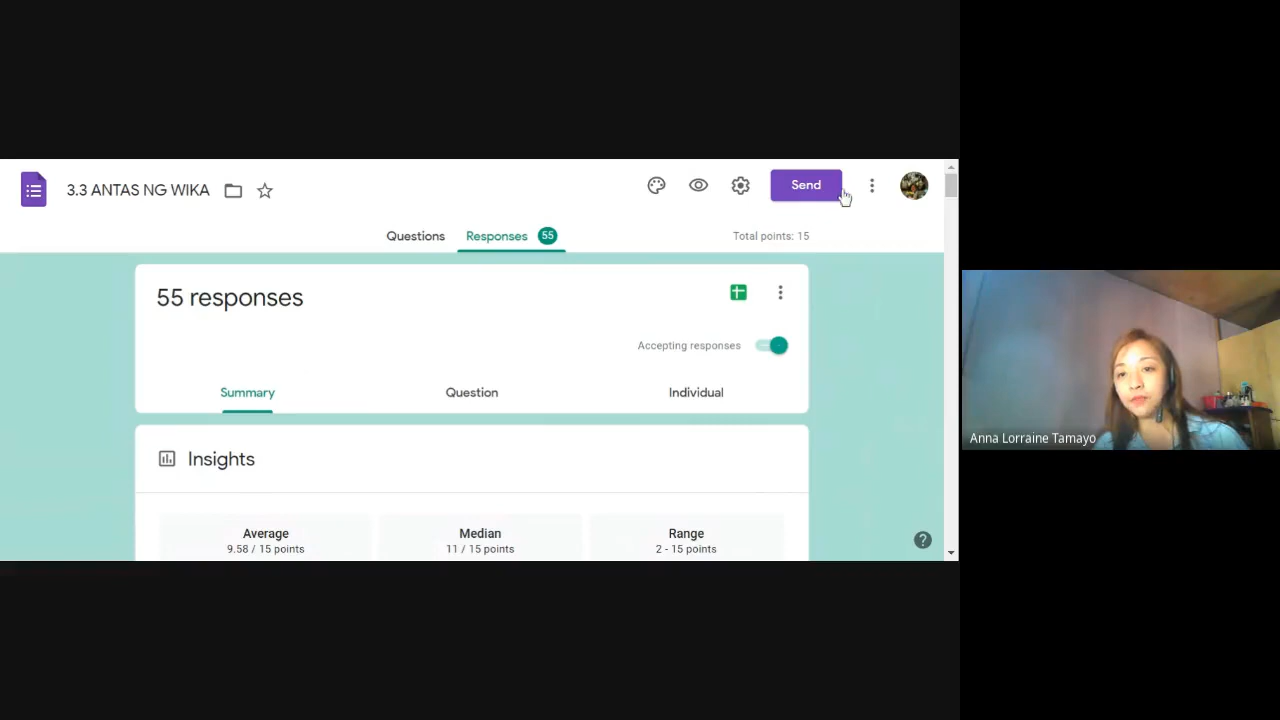 3.3 ANTAS NG WIKA
Send
Questions
Responses 55
Total points: 15
55 responses
Accepting responses
Summary
Question
Individual
Insights
Average
9.58 / 15 points
Median
11 / 15 points
Range
2 - 15 points
?
Anna Lorraine Tamayo